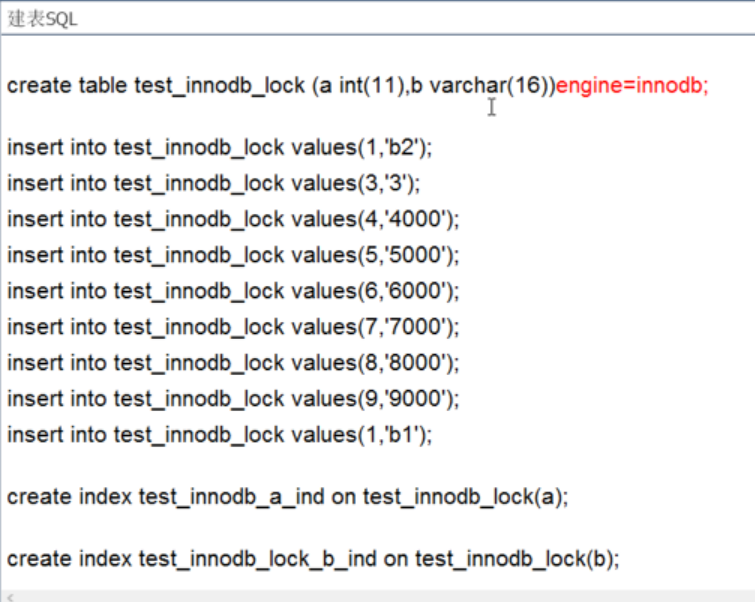 建表SQL
create table test_innodb_lock (a int(11),b varchar(16))engine=innodb;
insert into test_innodb_lock values(1,'b2');
insert into test_innodb_lock values(3,'3');
insert into test_innodb_lock values(4,'4000');
insert into test_innodb_lock values(5,'5000');
insert into test_innodb_lock values(6,'6000');
insert into test_innodb_lock values(7,'7000');
insert into test_innodb_lock values(8,'8000');
insert into test_innodb_lock values(9,'9000');
insert into test_innodb_lock values(1,'b1');
create index test_innodb_a_ind on test_innodb_lock(a);
create index test_innodb_lock_b_ind on test_innodb_lock(b);